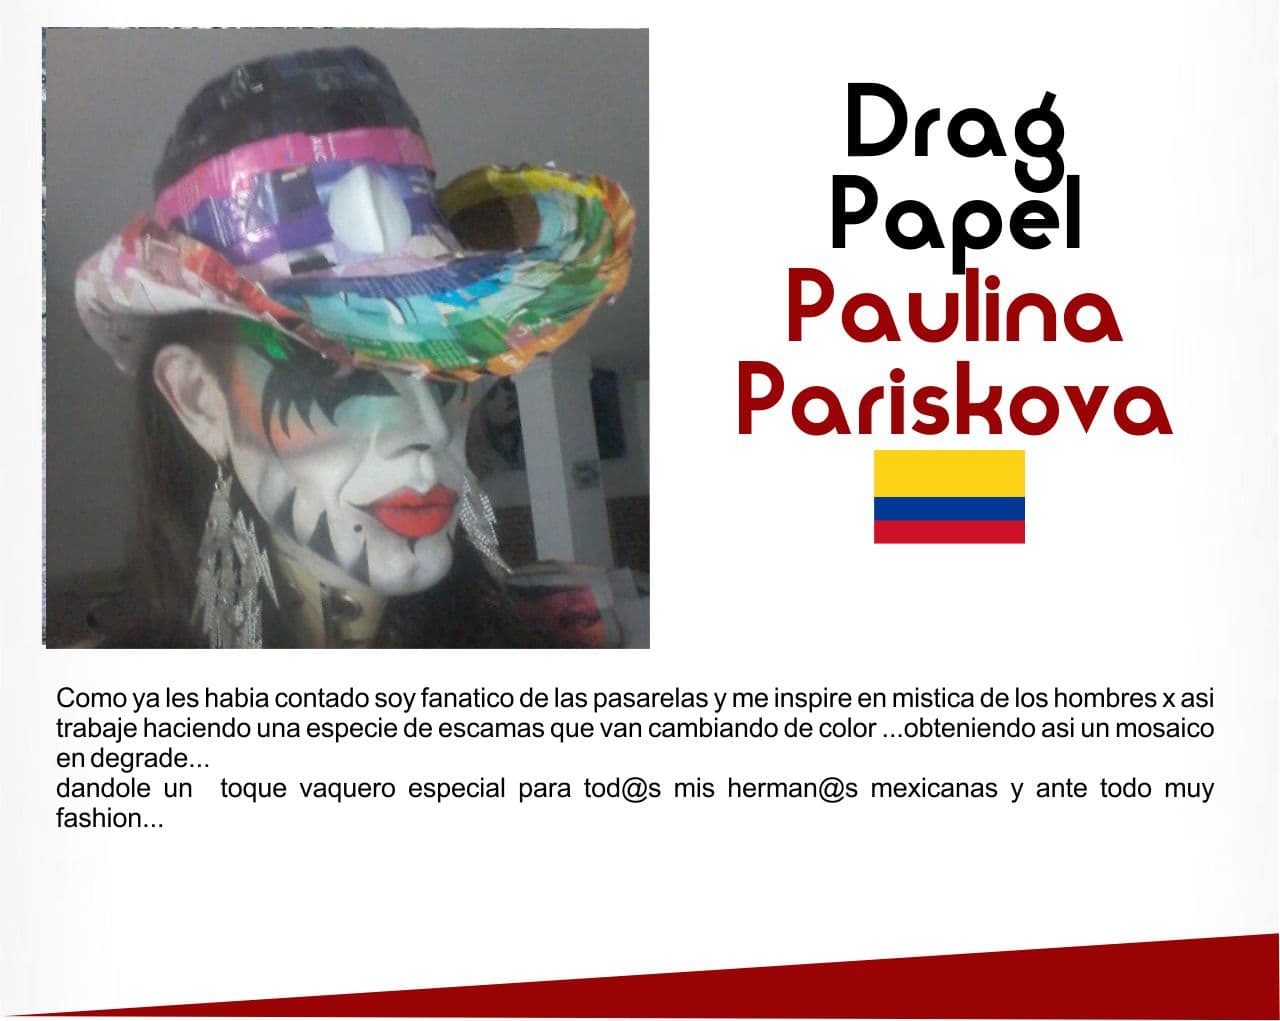 Drag
Papel
Paulina
Pariskova
Como ya les habia contado soy fanatico de las pasarelas y me inspire en mistica de los hombres x asi
trabaje haciendo una especie de escamas que van cambiando de color ...obteniendo asi un mosaico
en degrade...
dandole un toque vaquero especial para tod@s mis herman@s mexicanas y ante todo muy
fashion...